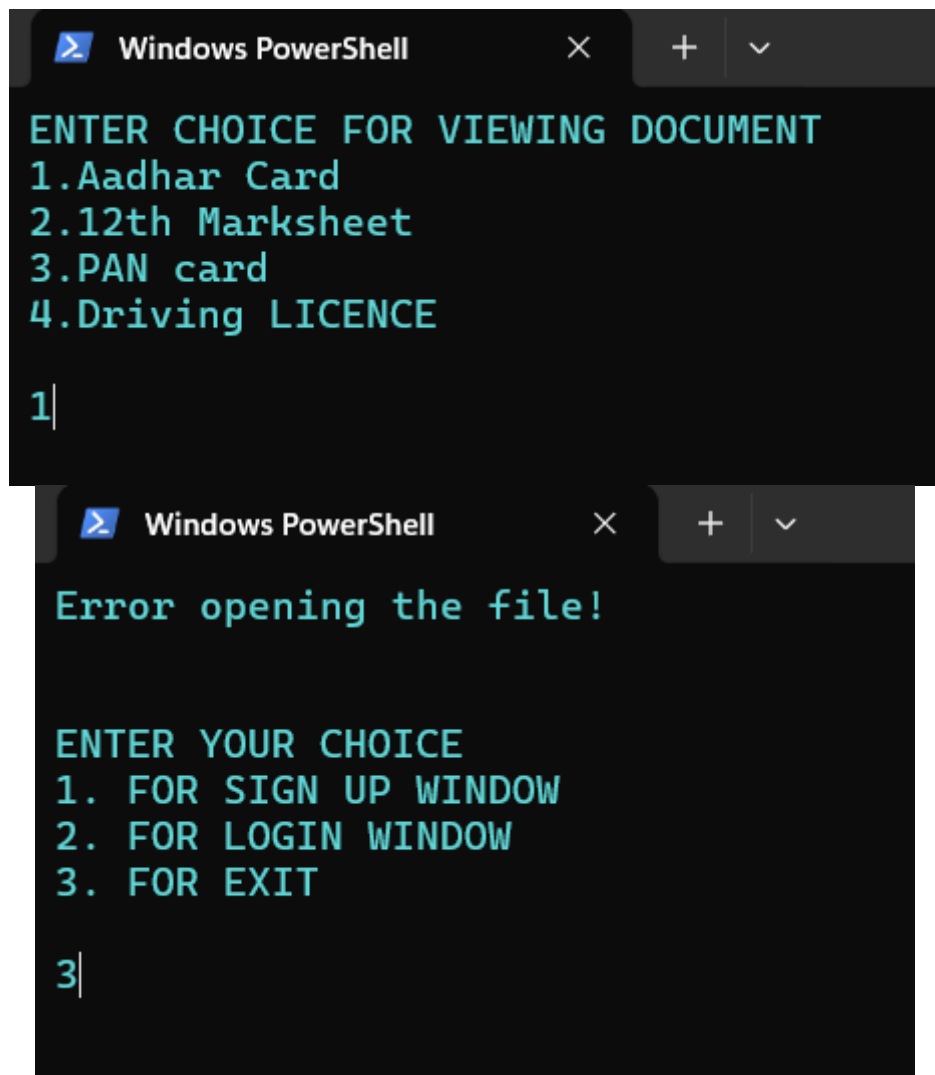 Windows PowerShell
ENTER CHOICE FOR VIEWING DOCUMENT
1.Aadhar Card
2.12th Marksheet
3.PAN card
4.Driving LICENCE
1
Windows PowerShell
Error opening the file!
ENTER YOUR CHOICE
1. FOR SIGN UP WINDOW
2. FOR LOGIN WINDOW
3. FOR EXIT
3